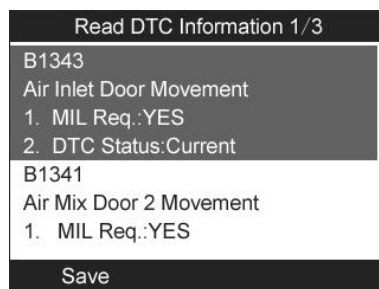 Read DTC Information 1/3
B1343
Air Inlet Door Movement
1. MIL Req.:YES
2. DTC Status:Current
B1341
Air Mix Door 2 Movement
1. MIL Req.:YES
Save